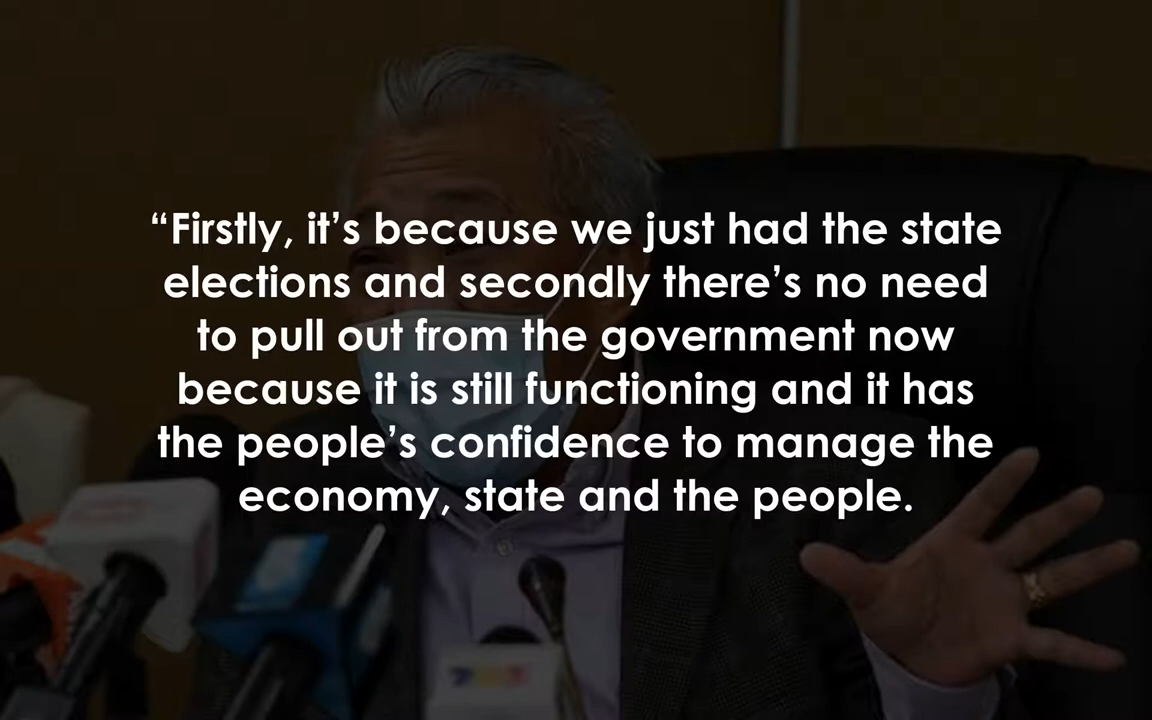 “Firstly, it’s because we just had the state
elections and secondly there’s no need
to pull out from the government now
because it is still functioning and it has
the people’s confidence to manage the
economy, state and the people.